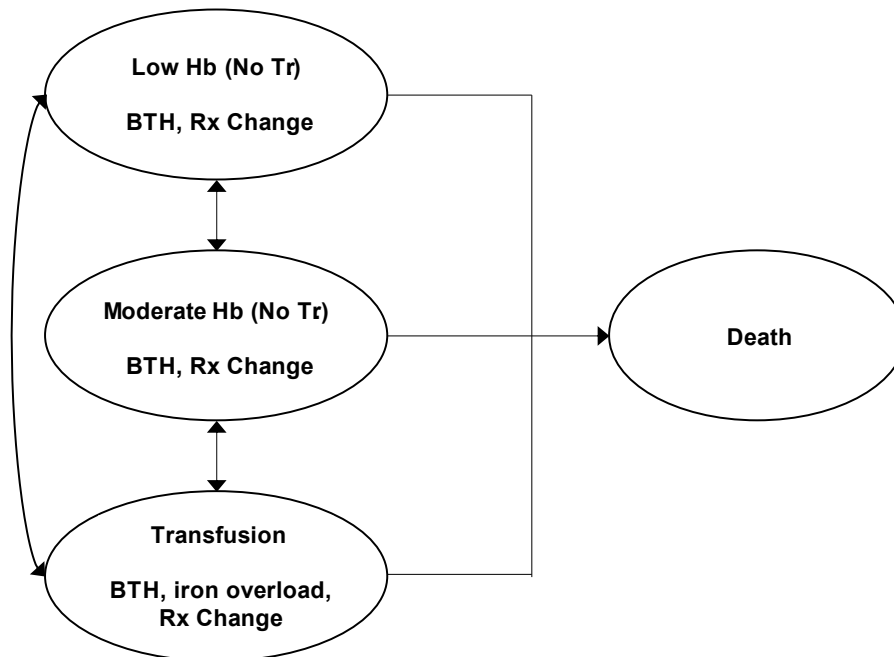 Low Hb (No Tr)
BTH, Rx Change
Moderate Hb (No Tr)
BTH, Rx Change
Death
Transfusion
BTH, iron overload,
Rx Change